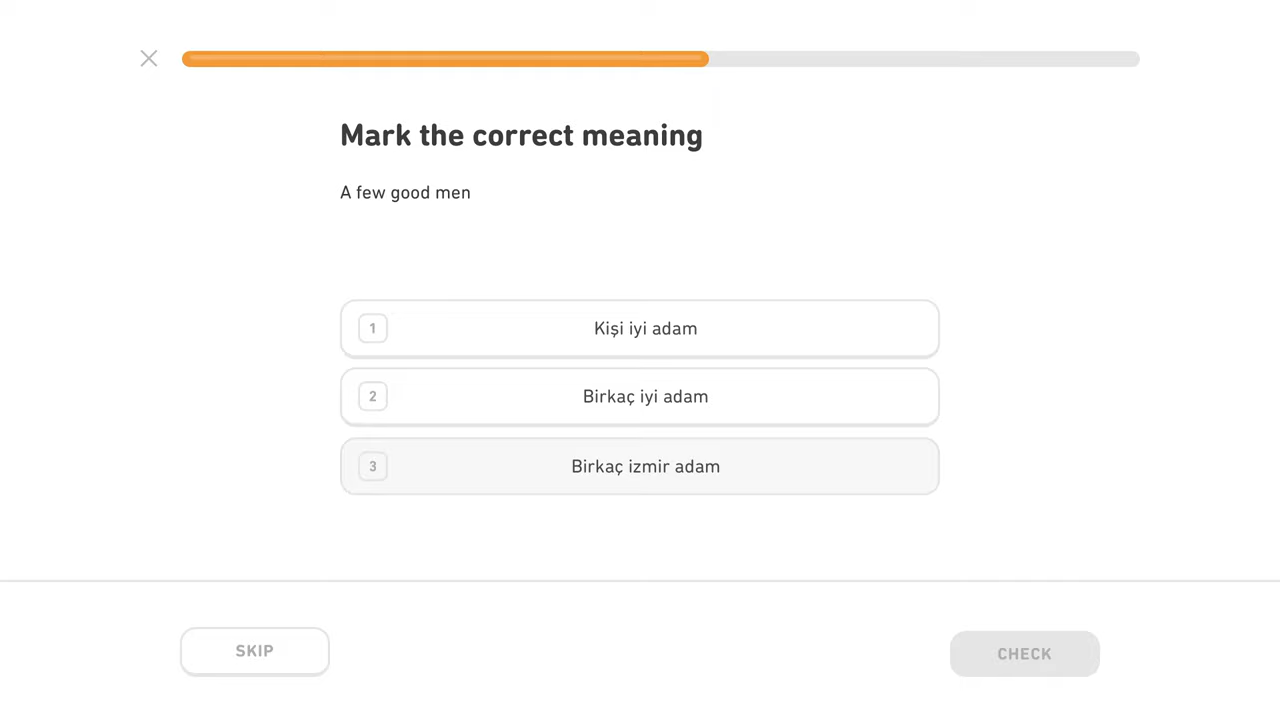 Mark the correct meaning
A few good men
1 Kişi iyi adam
2 Birkaç iyi adam
3 Birkaç izmir adam
SKIP
CHECK